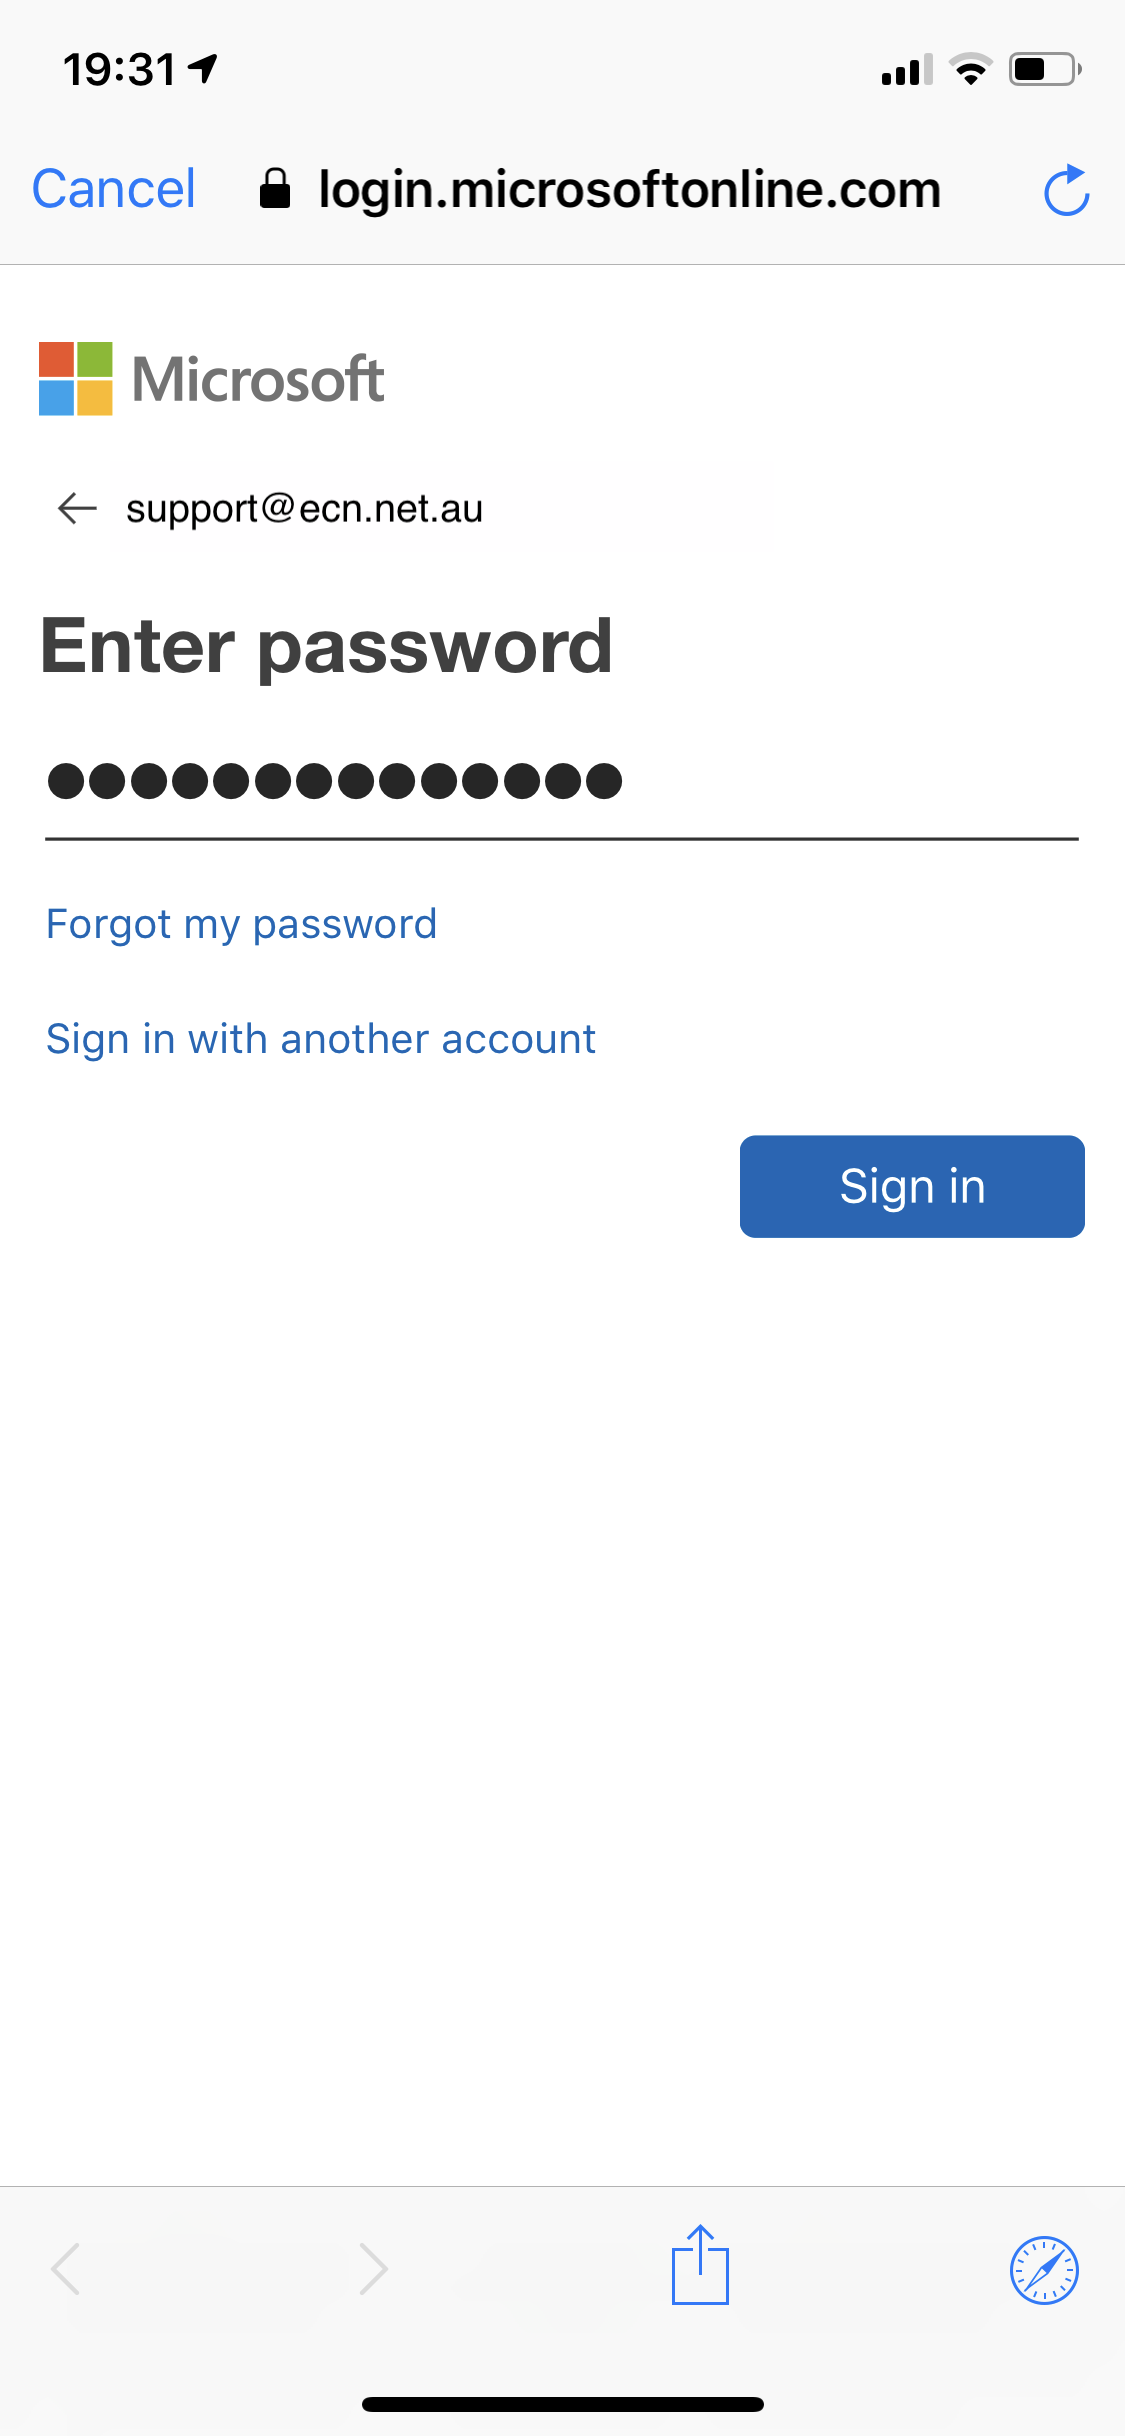 19:31
Cancel login.microsoftonline.com
Microsoft
support@ecn.net.au
Enter password
Forgot my password
Sign in with another account
Sign in